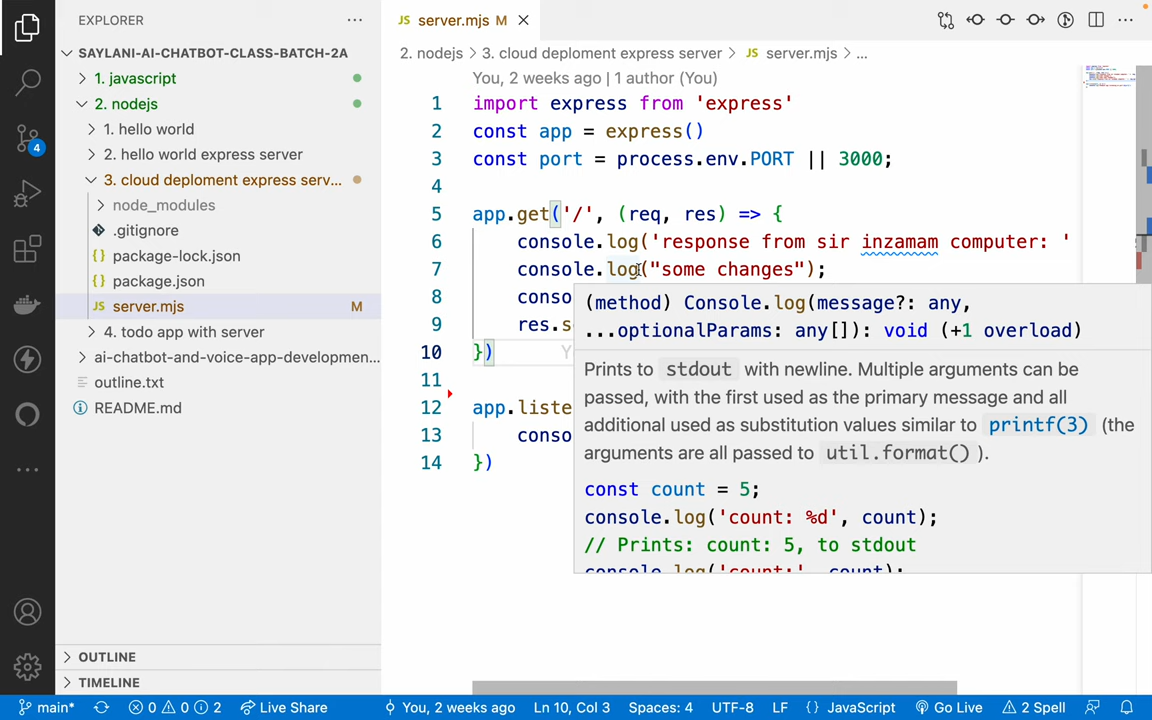 EXPLORER
server.mjs M
SAYLANI-AI-CHATBOT-CLASS-BATCH-2A
1. javascript
2. nodejs
1. hello world
2. hello world express server
3. cloud deploment express serv...
node_modules
.gitignore
package-lock.json
package.json
JS server.mjs M
4. todo app with server
ai-chatbot-and-voice-app-developmen...
outline.txt
README.md
OUTLINE
TIMELINE
4
JS
2. nodejs > 3. cloud deploment express server > JS server.mjs > ...
You, 2 weeks ago | 1 author (You)
1 import express from 'express'
2 const app = express()
3 const port = process.env.PORT || 3000;
4
5 app.get('/', (req, res) => {
6 console.log('response from sir inzamam computer: '
7 console.log("some changes");
8 conso
9 res.s
10 })
11
12 app.liste
13 conso
14 })
(method) Console.log(message?: any,
...optionalParams: any[]): void (+1 overload)
Prints to stdout with newline. Multiple arguments can be
passed, with the first used as the primary message and all
additional used as substitution values similar to printf(3) (the
arguments are all passed to util.format()).
const count = 5;
console.log('count: %d', count);
// Prints: count: 5, to stdout
console.log('count:', count);
main* 0 0 2 Live Share You, 2 weeks ago Ln 10, Col 3 Spaces: 4 UTF-8 LF {} JavaScript Go Live 2 Spell